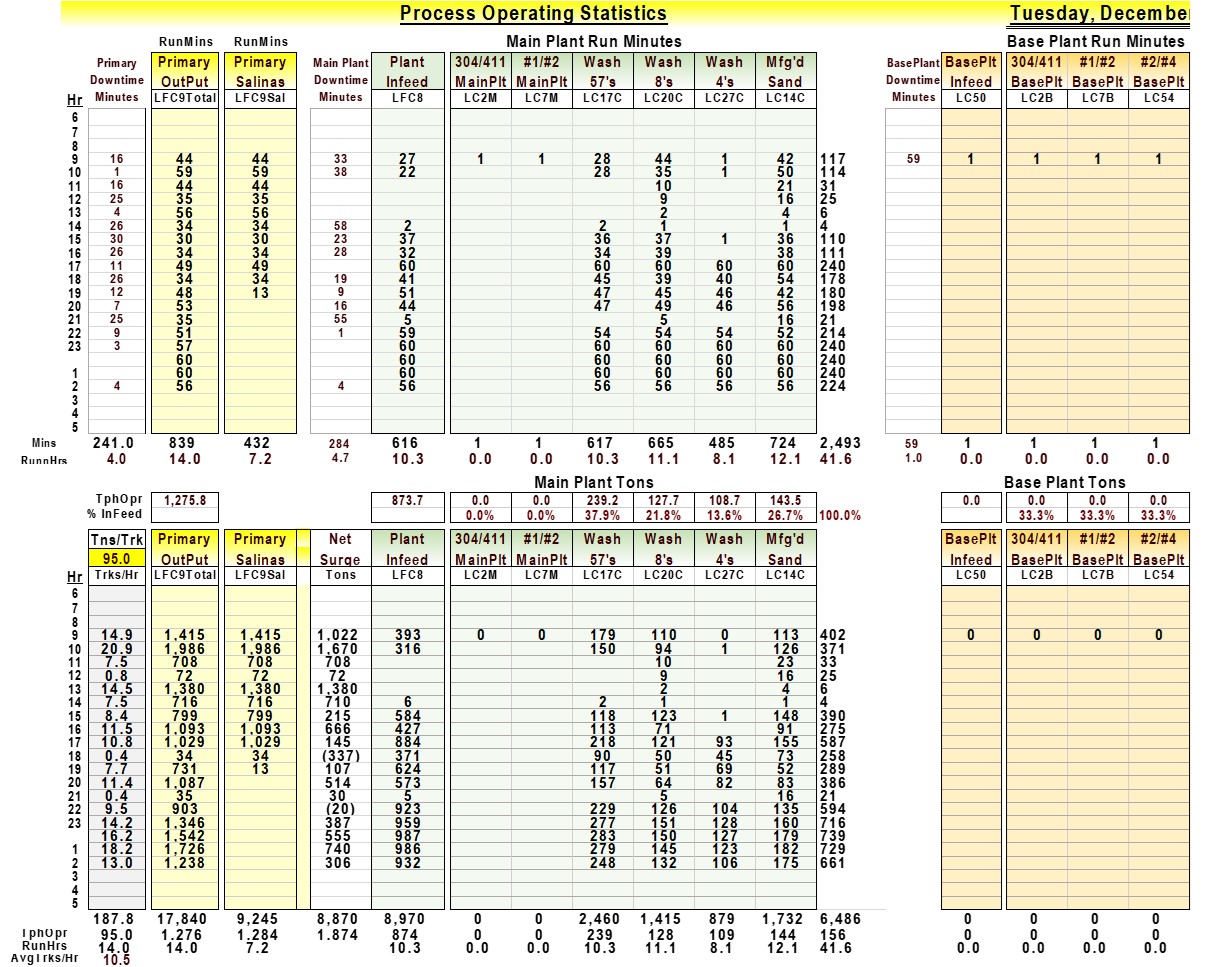 Process Operating Statistics Tuesday, December
RunMins RunMins Main Plant Run Minutes Base Plant Run Minutes
Primary Primary Primary Main Plant Plant 304/411 #1/#2 Wash Wash Wash Mfg'd BasePlant BasePlt 304/411 #1/#2 #2/#4
Downtime OutPut Salinas Downtime Infeed MainPlt MainPlt 57's 8's 4's Sand Downtime Infeed BasePlt BasePlt BasePlt
Hr Minutes LFC9Total LFC9Sal Minutes LFC8 LC2M LC7M LC17C LC20C LC27C LC14C Minutes LC50 LC2B LC7B LC54
6
7
8
9 16 44 44 33 27 1 1 28 44 1 42 117 59 1 1 1 1
10 1 59 59 38 22 28 35 1 50 114
11 16 44 44 10 21 31
12 25 35 35 9 16 25
13 4 56 56 2 4 6
14 26 34 34 58 2 2 1 1 4
15 30 30 30 23 37 36 37 1 36 110
16 26 34 34 28 32 34 39 38 111
17 11 49 49 60 60 60 60 60 240
18 26 34 34 19 41 45 39 40 54 178
19 12 48 13 9 51 47 45 46 42 180
20 7 53 16 44 47 49 46 56 198
21 25 35 55 5 5 16 21
22 9 51 1 59 54 54 54 52 214
23 3 57 60 60 60 60 60 240
60 60 60 60 60 60 240
1 60 60 60 60 60 60 240
2 4 56 4 56 56 56 56 56 224
3
4
5
Mins 241.0 839 432 284 616 1 1 617 665 485 724 2,493 59 1 1 1 1
RunnHrs 4.0 14.0 7.2 4.7 10.3 0.0 0.0 10.3 11.1 8.1 12.1 41.6 1.0 0.0 0.0 0.0 0.0
Main Plant Tons Base Plant Tons
TphOpr 1,275.8 873.7 0.0 0.0 239.2 127.7 108.7 143.5 0.0 0.0 0.0 0.0
% InFeed 0.0% 0.0% 37.9% 21.8% 13.6% 26.7% 100.0% 33.3% 33.3% 33.3%
Tns/Trk Primary Primary Net Plant 304/411 #1/#2 Wash Wash Wash Mfg'd BasePlt 304/411 #1/#2 #2/#4
95.0 OutPut Salinas Surge Infeed MainPlt MainPlt 57's 8's 4's Sand Infeed BasePlt BasePlt BasePlt
Hr Trks/Hr LFC9Total LFC9Sal Tons LFC8 LC2M LC7M LC17C LC20C LC27C LC14C LC50 LC2B LC7B LC54
6
7
8
9 14.9 1,415 1,415 1,022 393 0 0 179 110 0 113 402 0 0 0 0
10 20.9 1,986 1,986 1,670 316 150 94 1 126 371
11 7.5 708 708 708 10 23 33
12 0.8 72 72 72 9 16 25
13 14.5 1,380 1,380 1,380 2 4 6
14 7.5 716 716 710 6 2 1 1 4
15 8.4 799 799 215 584 118 123 1 148 390
16 11.5 1,093 1,093 666 427 113 71 91 275
17 10.8 1,029 1,029 145 884 218 121 93 155 587
18 0.4 34 34 (337) 371 90 50 45 73 258
19 7.7 731 13 107 624 117 51 69 52 289
20 11.4 1,087 514 573 157 64 82 83 386
21 0.4 35 30 5 5 16 21
22 9.5 903 (20) 923 229 126 104 135 594
23 14.2 1,346 387 959 277 151 128 160 716
16.2 1,542 555 987 283 150 127 179 739
1 18.2 1,726 740 986 279 145 123 182 729
2 13.0 1,238 306 932 248 132 106 175 661
3
4
5
187.8 17,840 9,245 8,870 8,970 0 0 2,460 1,415 879 1,732 6,486 0 0 0 0
TphOpr 95.0 1,276 1,284 1,874 874 0 0 239 128 109 144 156 0 0 0 0
RunHrs 14.0 14.0 7.2 10.3 0.0 0.0 10.3 11.1 8.1 12.1 41.6 0.0 0.0 0.0 0.0
AvgTrks/Hr 10.5